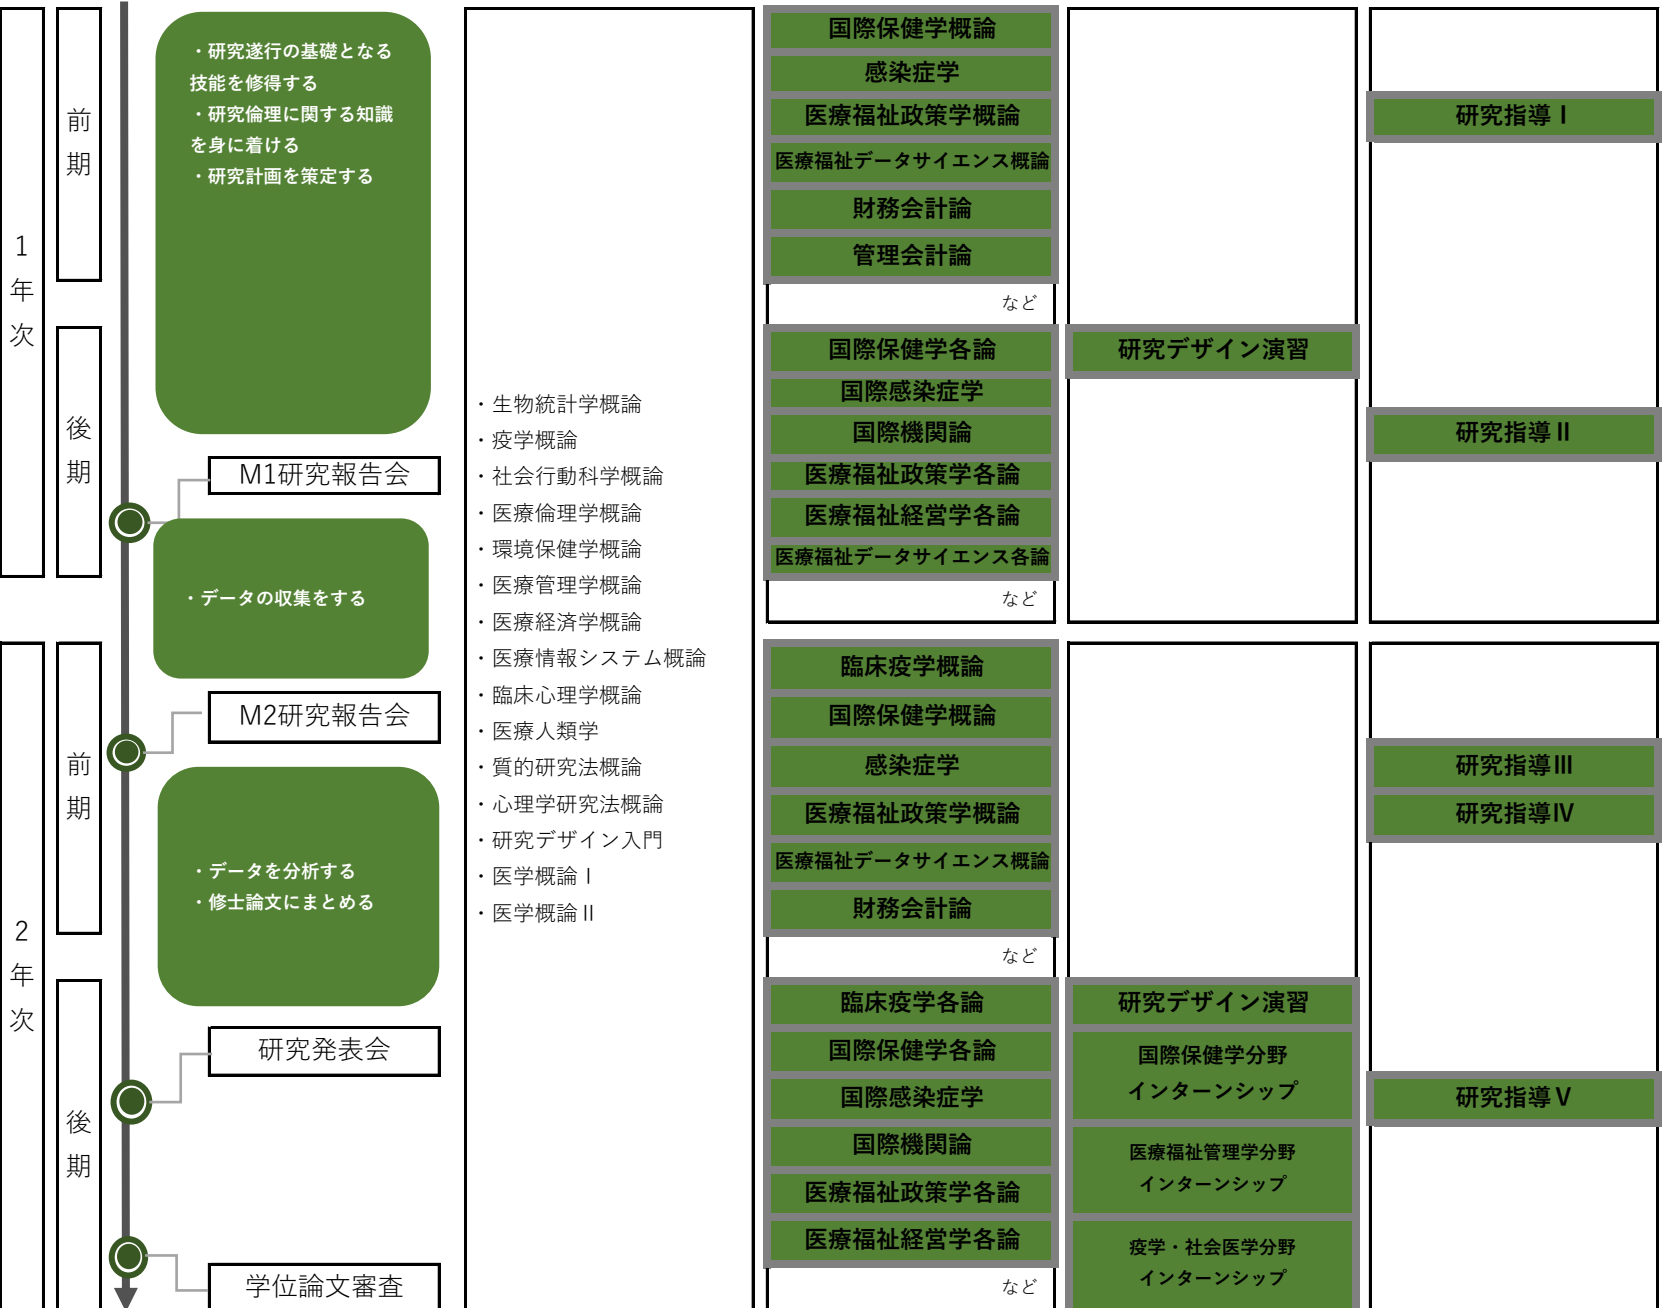 1
年
次
前
期
後
期
・研究遂行の基礎となる
技能を修得する
・研究倫理に関する知識
を身に着ける
・研究計画を策定する
M1研究報告会
・データの収集をする
2
年
次
前
期
後
期
M2研究報告会
・データを分析する
・修士論文にまとめる
研究発表会
学位論文審査
・生物統計学概論
・疫学概論
・社会行動科学概論
・医療倫理学概論
・環境保健学概論
・医療管理学概論
・医療経済学概論
・医療情報システム概論
・臨床心理学概論
・医療人類学
・質的研究法概論
・心理学研究法概論
・研究デザイン入門
・医学概論Ⅰ
・医学概論Ⅱ
国際保健学概論
感染症学
医療福祉政策学概論
医療福祉データサイエンス概論
財務会計論
管理会計論
など
国際保健学各論
国際感染症学
国際機関論
医療福祉政策学各論
医療福祉経営学各論
医療福祉データサイエンス各論
など
臨床疫学概論
国際保健学概論
感染症学
医療福祉政策学概論
医療福祉データサイエンス概論
財務会計論
など
臨床疫学各論
国際保健学各論
国際感染症学
国際機関論
医療福祉政策学各論
医療福祉経営学各論
など
研究デザイン演習
研究デザイン演習
国際保健学分野
インターンシップ
医療福祉管理学分野
インターンシップ
疫学・社会医学分野
インターンシップ
研究指導Ⅰ
研究指導Ⅱ
研究指導Ⅲ
研究指導Ⅳ
研究指導Ⅴ